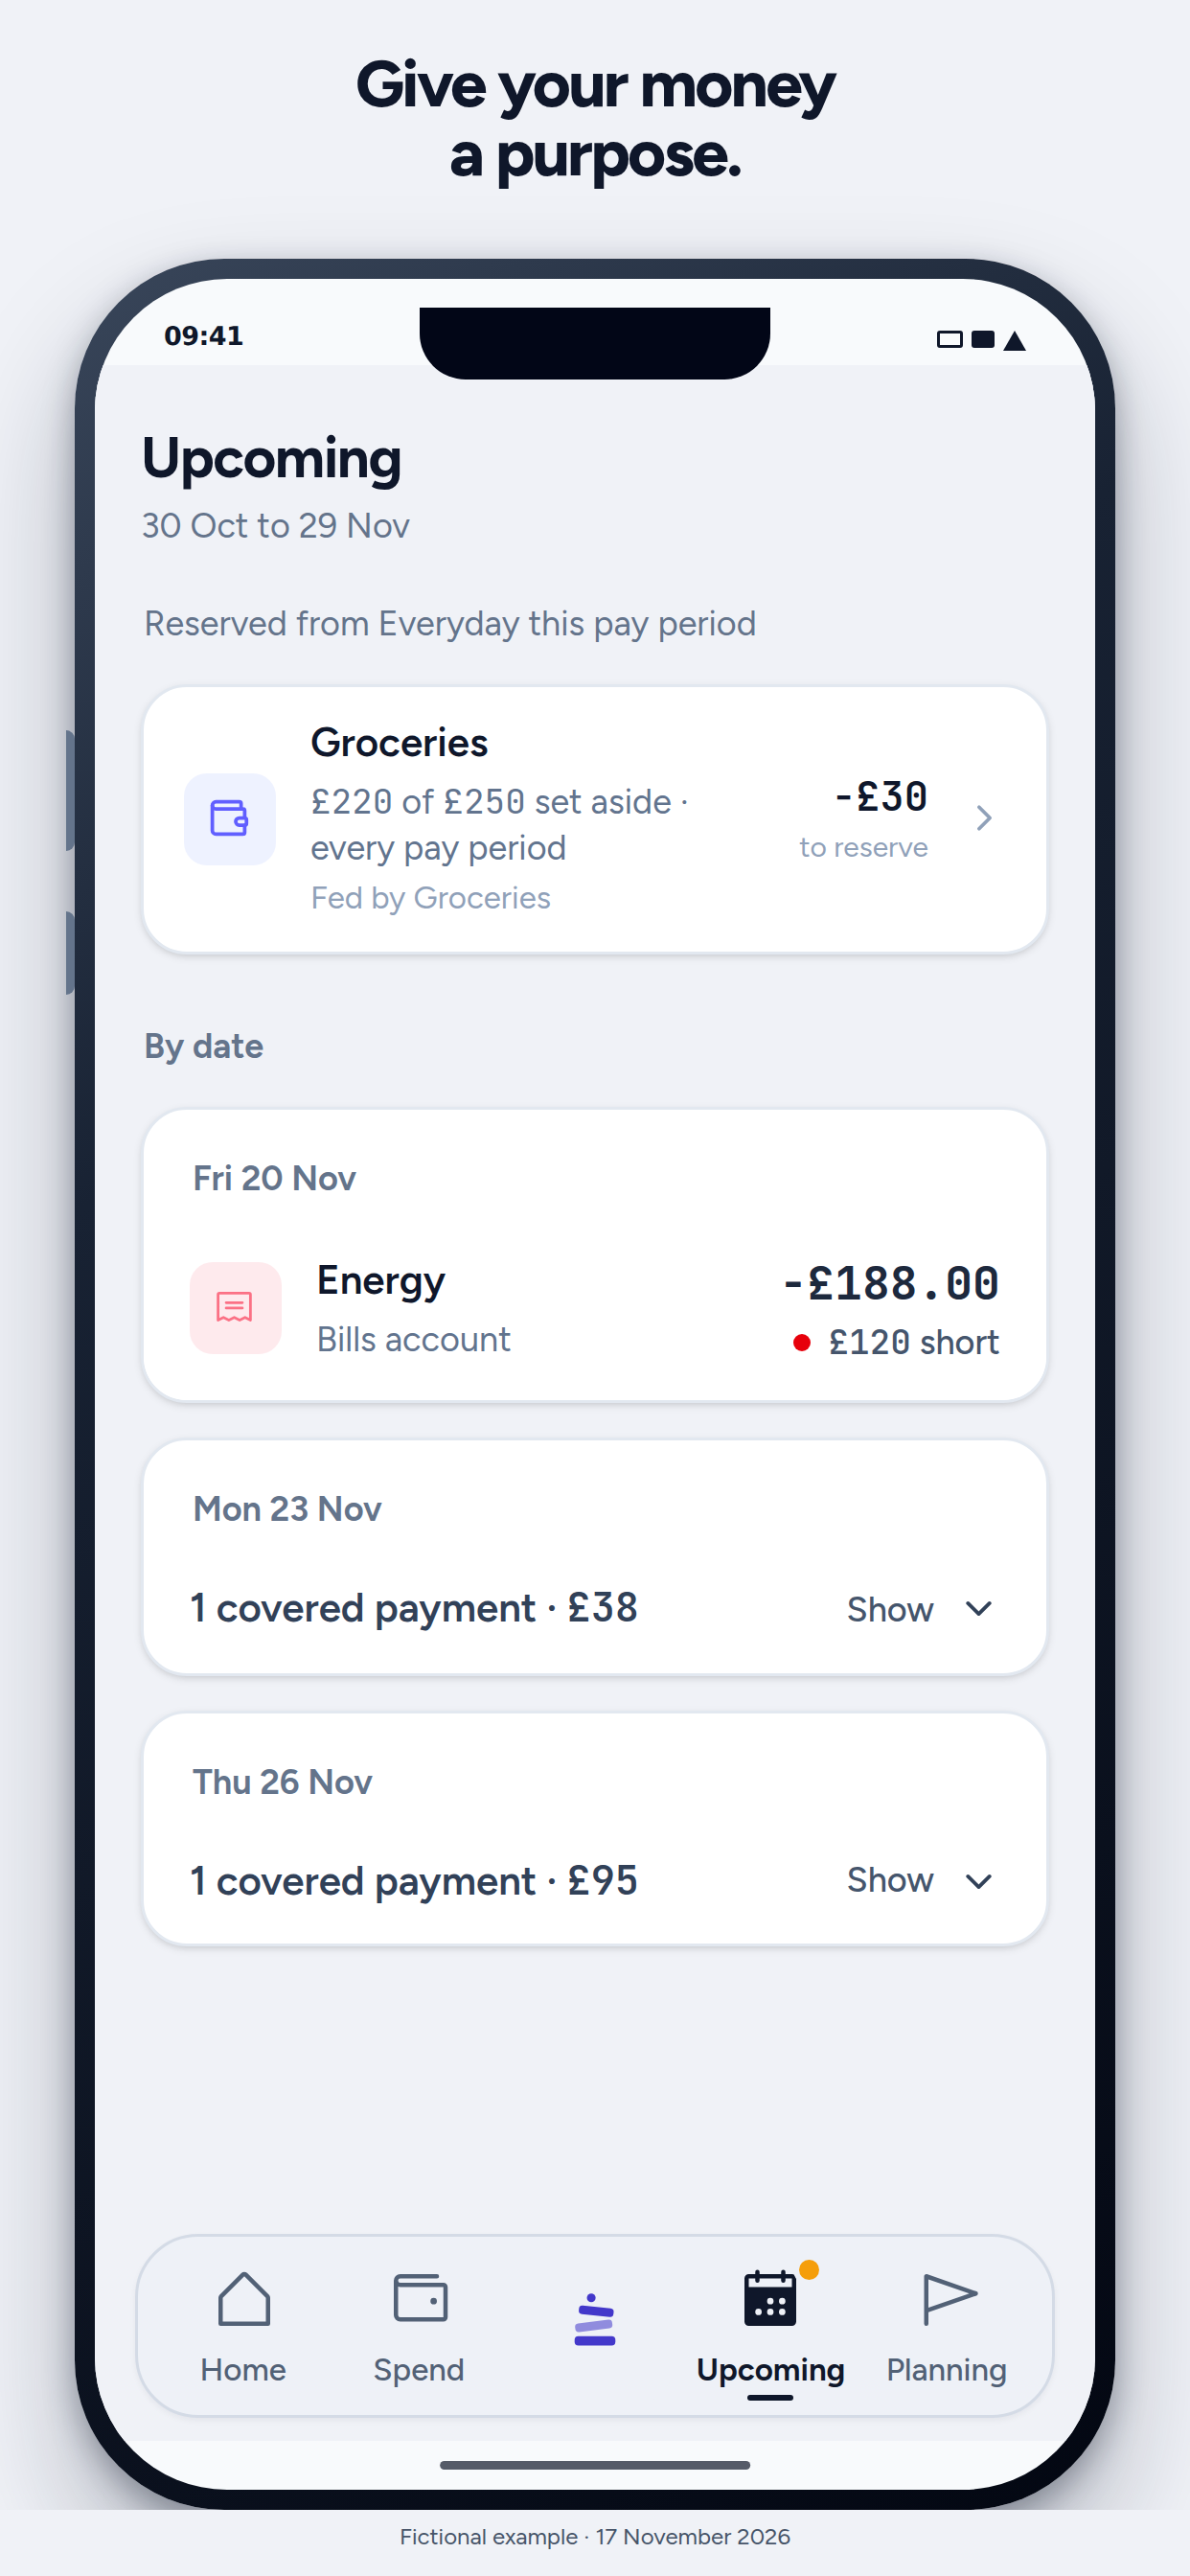 Give your money
a purpose.
09:41
Upcoming
30 Oct to 29 Nov
Reserved from Everyday this pay period
Groceries
£220 of £250 set aside ·
every pay period
Fed by Groceries
-£30
to reserve
By date
Fri 20 Nov
Energy
Bills account
-£188.00
£120 short
Mon 23 Nov
1 covered payment · £38
Show
Thu 26 Nov
1 covered payment · £95
Show
Home
Spend
Upcoming
Planning
Fictional example · 17 November 2026